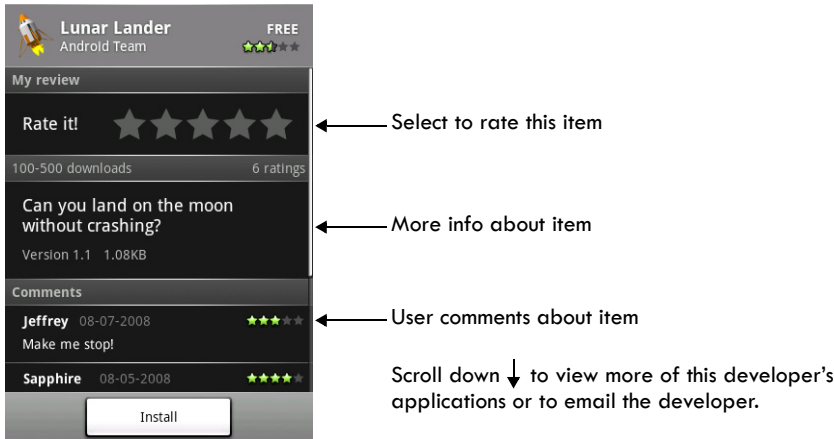 Lunar Lander
Android Team
FREE
My review
Rate it!
Select to rate this item
100-500 downloads
6 ratings
Can you land on the moon
without crashing?
Version 1.1 1.08KB
More info about item
Comments
Jeffrey 08-07-2008
Make me stop!
User comments about item
Sapphire 08-05-2008
Scroll down ↓ to view more of this developer's
applications or to email the developer.
Install